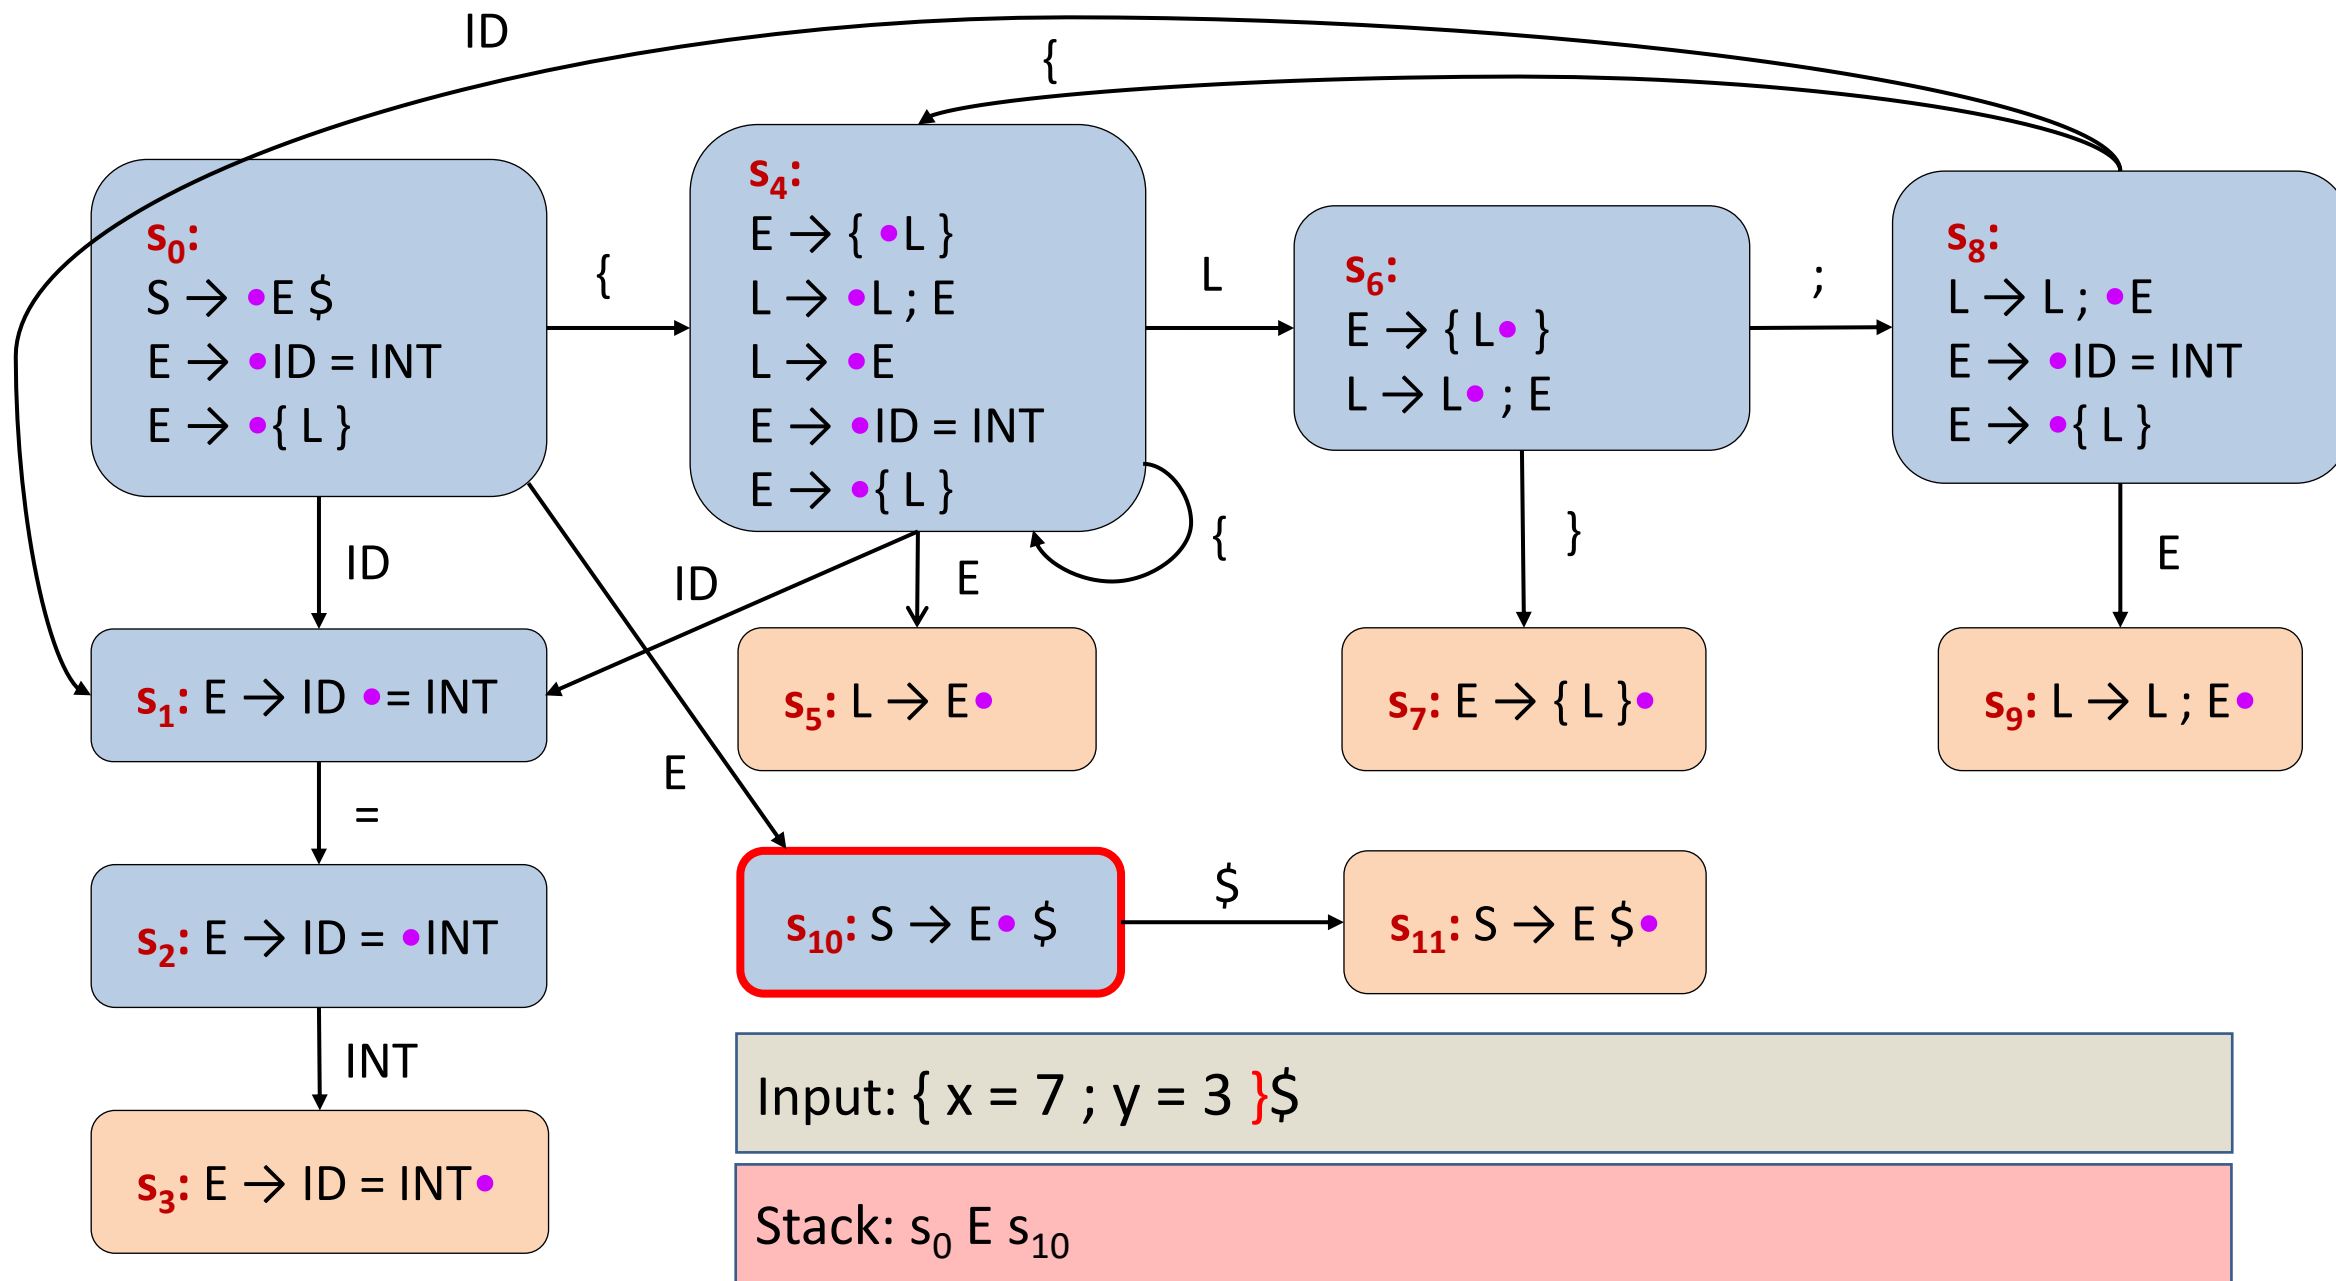 ID
{
s₀:
S → •E $
E → •ID = INT
E → •{ L }
{
s₄:
E → { •L }
L → •L ; E
L → •E
E → •ID = INT
E → •{ L }
L
s₆:
E → { L• }
L → L• ; E
;
s₈:
L → L ; •E
E → •ID = INT
E → •{ L }
ID
ID
E
{
}
E
s₁: E → ID •= INT
s₅: L → E•
s₇: E → { L }•
s₉: L → L ; E•
E
=
s₂: E → ID = •INT
s₁₀: S → E• $
$
s₁₁: S → E $•
INT
s₃: E → ID = INT•
Input: { x = 7 ; y = 3 }$
Stack: s₀ E s₁₀